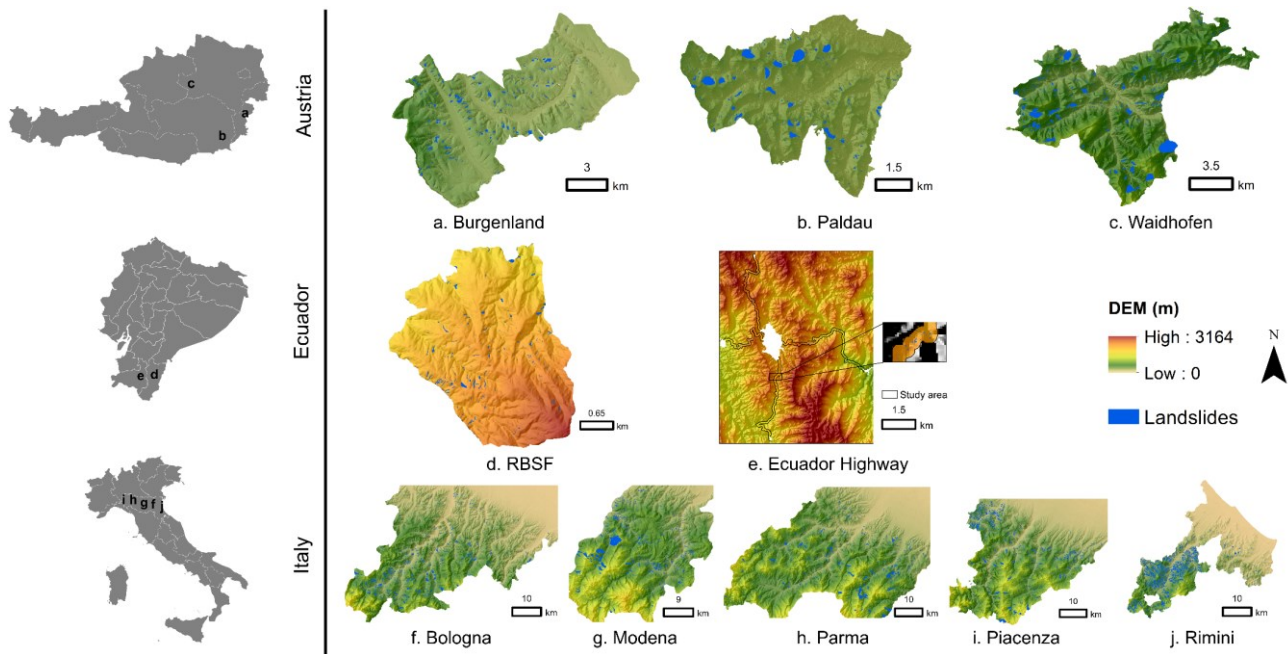 Austria
c
a
b
3
km
a. Burgenland
1.5
km
b. Paldau
3.5
km
c. Waidhofen
Ecuador
e d
0.65
km
d. RBSF
Study area
1.5
km
e. Ecuador Highway
DEM (m)
High : 3164
Low : 0
Landslides
N
Italy
i h g f j
10
km
f. Bologna
9
km
g. Modena
10
km
h. Parma
10
km
i. Piacenza
10
km
j. Rimini